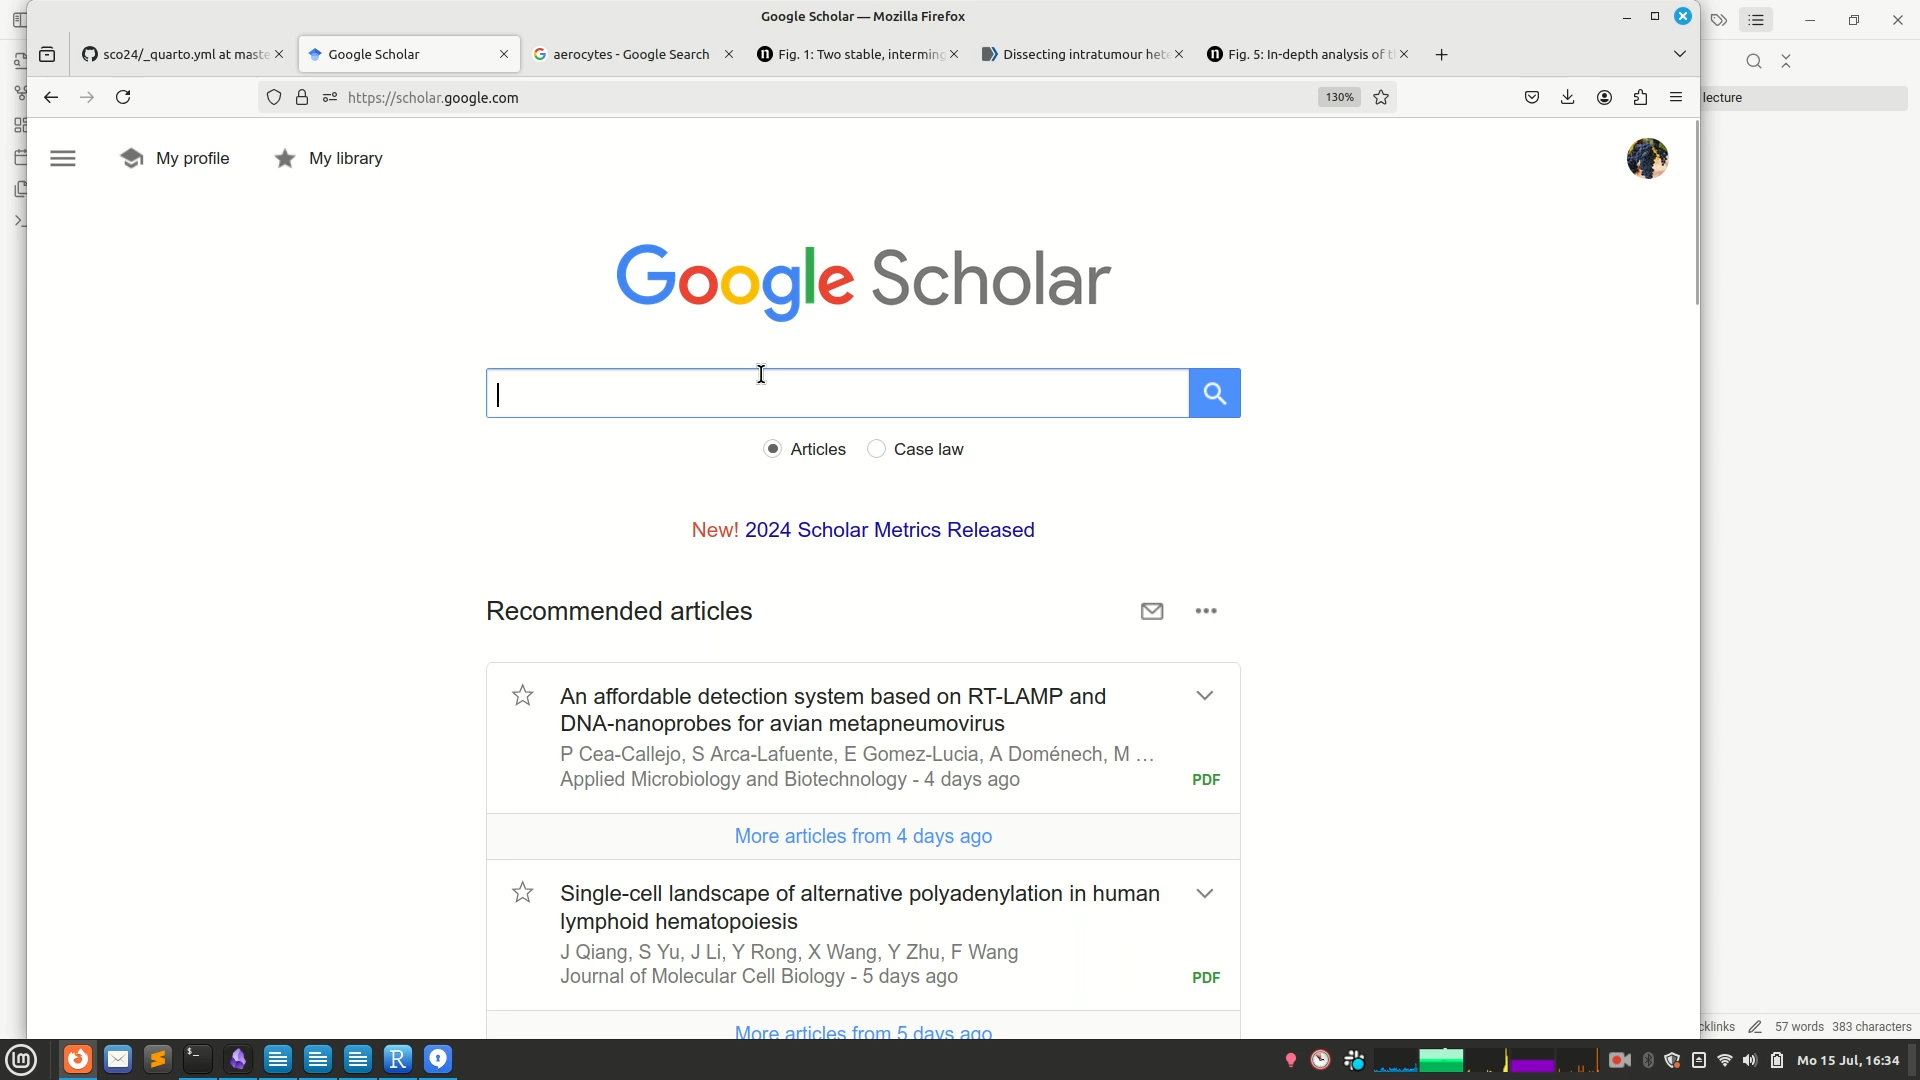 Google Scholar — Mozilla Firefox
sco24/_quarto.yml at maste
Google Scholar
aerocytes - Google Search
Fig. 1: Two stable, interming
Dissecting intratumour hete
Fig. 5: In-depth analysis of t
https://scholar.google.com
130%
lecture
My profile
My library
Google Scholar
Articles
Case law
New! 2024 Scholar Metrics Released
Recommended articles
An affordable detection system based on RT-LAMP and
DNA-nanoprobes for avian metapneumovirus
P Cea-Callejo, S Arca-Lafuente, E Gomez-Lucia, A Doménech, M ...
Applied Microbiology and Biotechnology - 4 days ago
PDF
More articles from 4 days ago
Single-cell landscape of alternative polyadenylation in human
lymphoid hematopoiesis
J Qiang, S Yu, J Li, Y Rong, X Wang, Y Zhu, F Wang
Journal of Molecular Cell Biology - 5 days ago
PDF
More articles from 5 days ago
cklinks
57 words 383 characters
Mo 15 Jul, 16:34